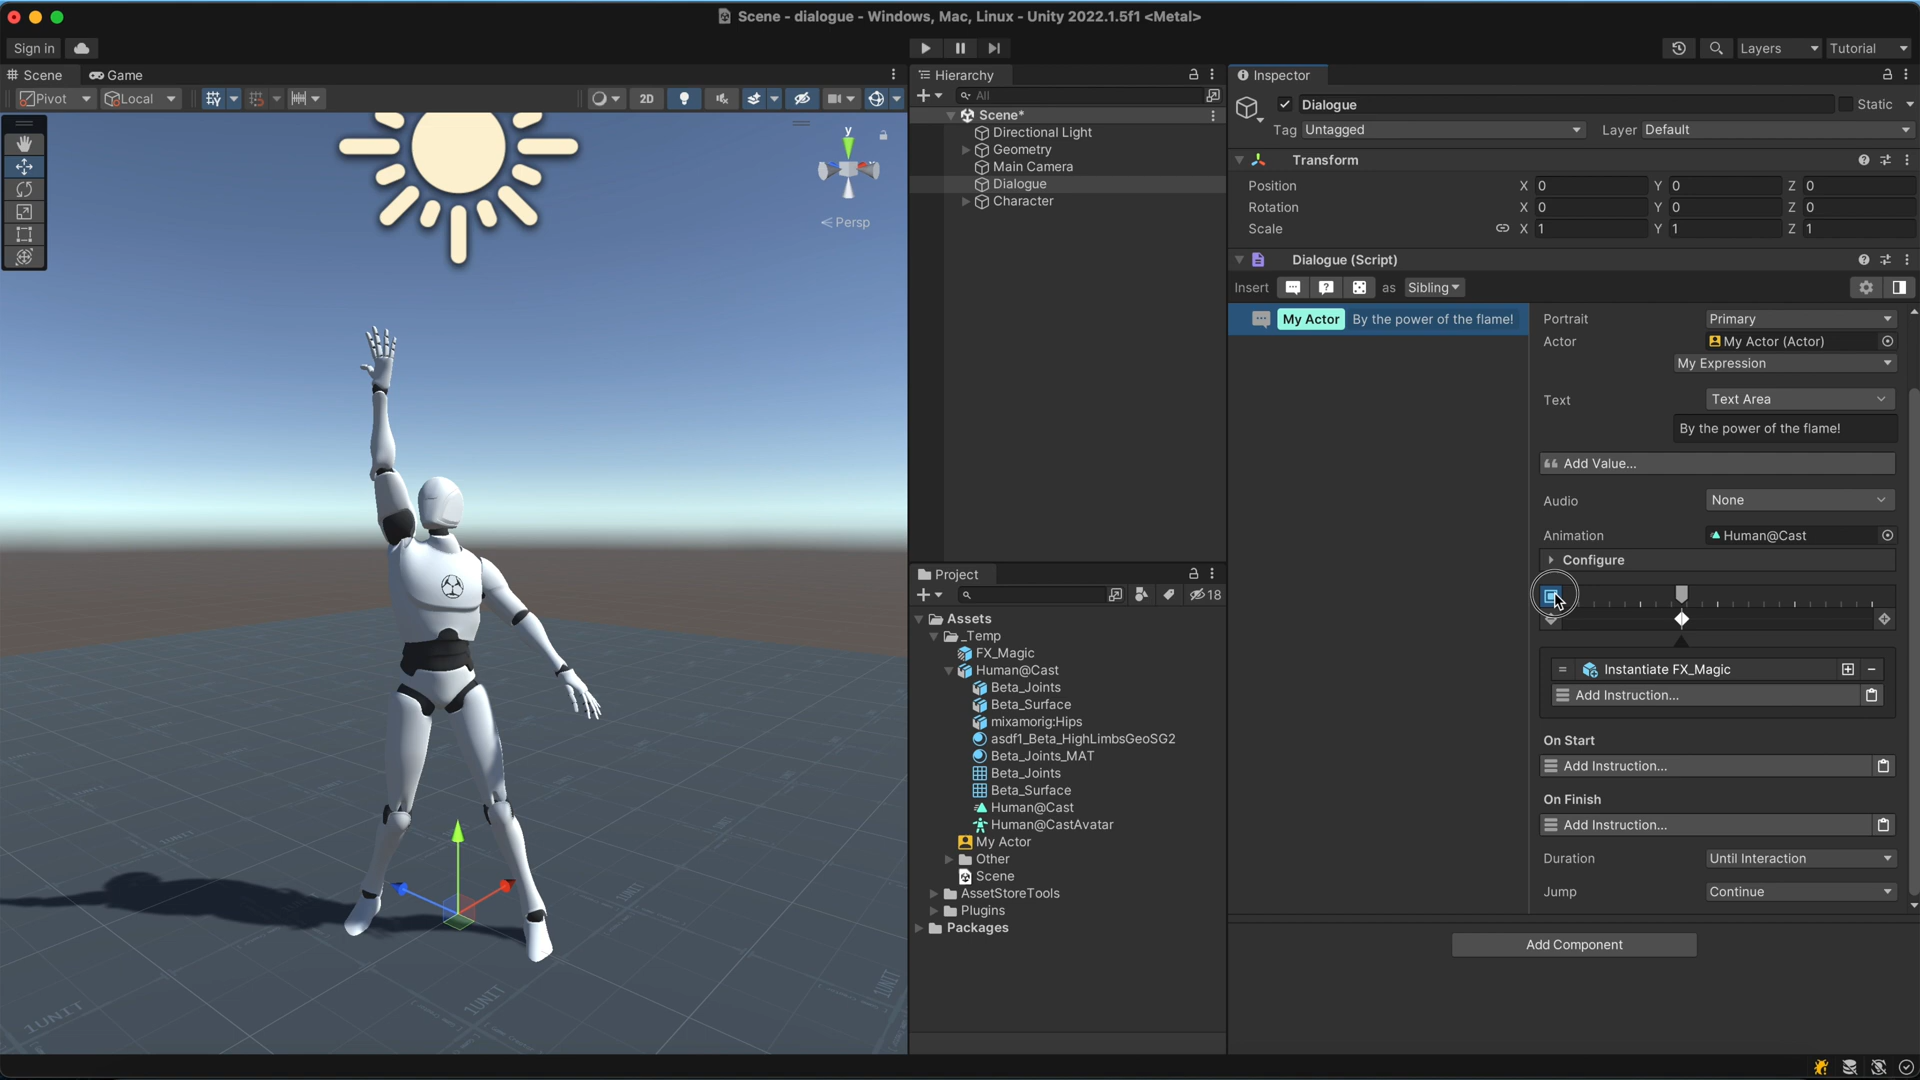 Scene - dialogue - Windows, Mac, Linux - Unity 2022.1.5f1 <Metal>
Sign in
Layers
Tutorial
Scene
Game
Pivot
Local
2D
y
Persp
1UNIT
1UNIT
1UNIT
Hierarchy
All
Scene*
Directional Light
Geometry
Main Camera
Dialogue
Character
Project
18
Assets
_Temp
FX_Magic
Human@Cast
Beta_Joints
Beta_Surface
mixamorig:Hips
asdf1_Beta_HighLimbsGeoSG2
Beta_Joints_MAT
Beta_Joints
Beta_Surface
Human@Cast
Human@CastAvatar
My Actor
Other
Scene
AssetStoreTools
Plugins
Packages
Inspector
Dialogue
Static
Tag Untagged
Layer Default
Transform
Position X 0 Y 0 Z 0
Rotation X 0 Y 0 Z 0
Scale X 1 Y 1 Z 1
Dialogue (Script)
Insert as Sibling
My Actor By the power of the flame!
Portrait Primary
Actor My Actor (Actor)
My Expression
Text Text Area
By the power of the flame!
Add Value...
Audio None
Animation Human@Cast
Configure
Instantiate FX_Magic
Add Instruction...
On Start
Add Instruction...
On Finish
Add Instruction...
Duration Until Interaction
Jump Continue
Add Component